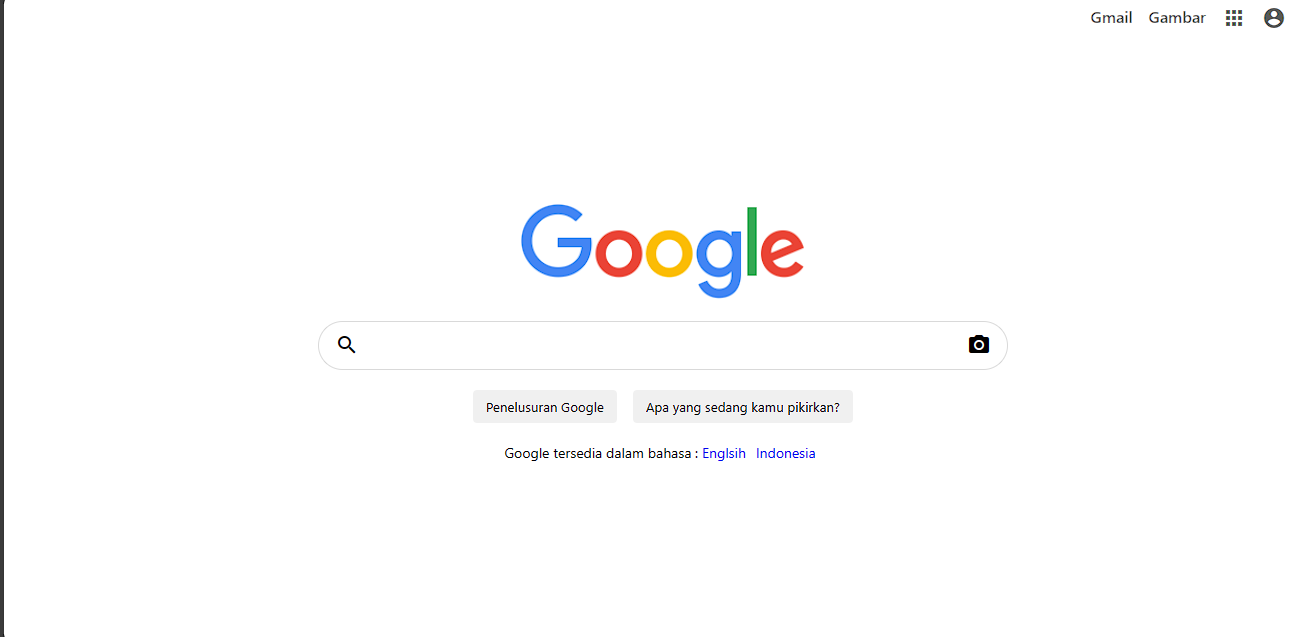 Gmail Gambar
Google
Penelusuran Google Apa yang sedang kamu pikirkan?
Google tersedia dalam bahasa : Englsih Indonesia